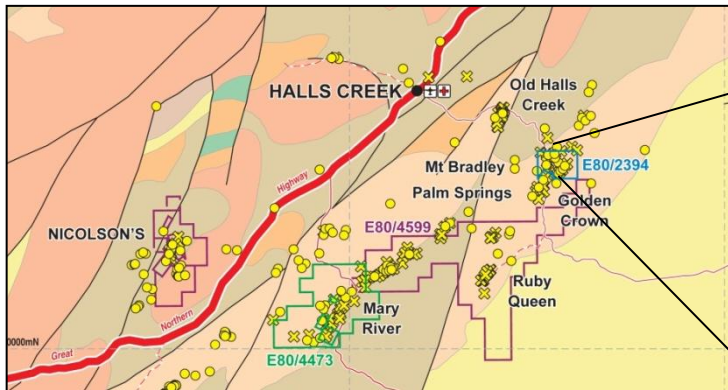 Old Halls
Creek
HALLS CREEK
Mt Bradley
E80/2394
Palm Springs
Highway
E80/4599
Golden
Crown
NICOLSON'S
Ruby
Queen
Mary
River
Northern
0000mN
Great
E80/4473